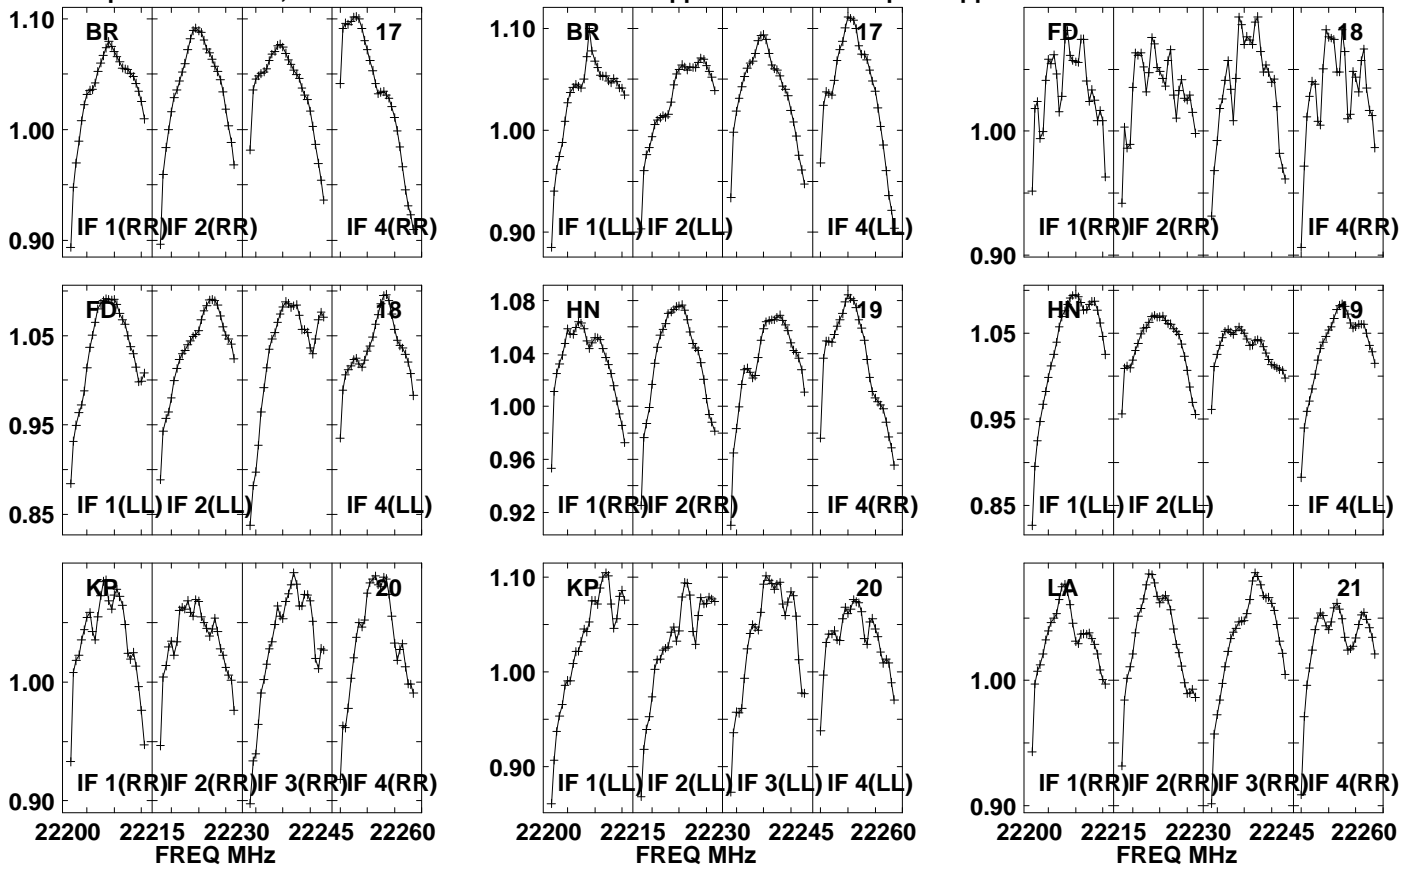 BR 17
1.10
1.00
0.90
IF 1(RR) IF 2(RR) IF 4(RR)
BR 17
1.10
1.00
0.90
IF 1(LL) IF 2(LL) IF 4(LL)
FD 18
1.00
0.90
IF 1(RR) IF 2(RR) IF 4(RR)
FD 18
1.05
0.95
0.85
IF 1(LL) IF 2(LL) IF 4(LL)
HN 19
1.08
1.04
1.00
0.96
0.92
IF 1(RR) IF 2(RR) IF 4(RR)
HN 19
1.05
0.95
0.85
IF 1(LL) IF 2(LL) IF 4(LL)
KP 20
1.00
0.90
IF 1(RR) IF 2(RR) IF 3(RR) IF 4(RR)
22200 22215 22230 22245 22260
FREQ MHz
KP 20
1.10
1.00
0.90
IF 1(LL) IF 2(LL) IF 3(LL) IF 4(LL)
22200 22215 22230 22245 22260
FREQ MHz
LA 21
1.00
0.90
IF 1(RR) IF 2(RR) IF 3(RR) IF 4(RR)
22200 22215 22230 22245 22260
FREQ MHz